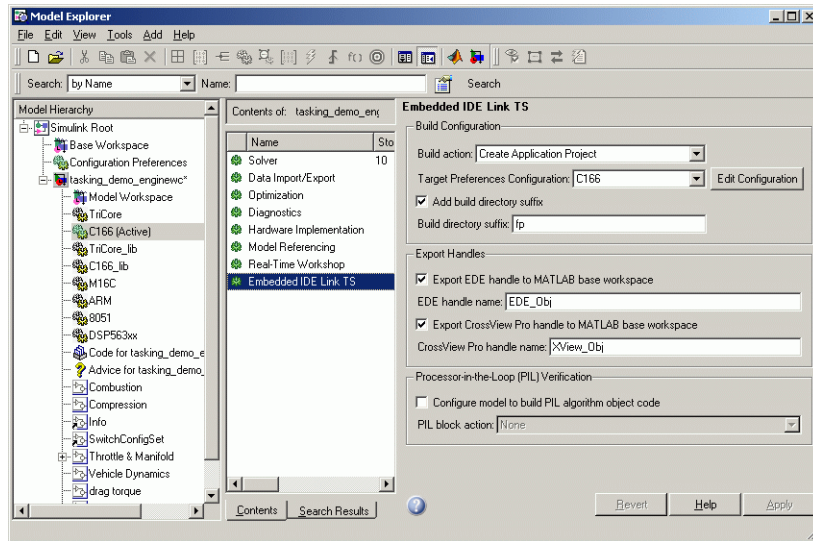 Model Explorer
File Edit View Tools Add Help
Search: by Name Name: Search
Model Hierarchy
Simulink Root
Base Workspace
Configuration Preferences
tasking_demo_enginewc*
Model Workspace
TriCore
C166 (Active)
TriCore_lib
C166_lib
M16C
ARM
8051
DSP563xx
Code for tasking_demo_e
Advice for tasking_demo_
Combustion
Compression
Info
SwitchConfigSet
Throttle & Manifold
Vehicle Dynamics
drag torque
Contents of: tasking_demo_eng
Name Sto
Solver 10
Data Import/Export
Optimization
Diagnostics
Hardware Implementation
Model Referencing
Real-Time Workshop
Embedded IDE Link TS
Contents Search Results
Embedded IDE Link TS
Build Configuration
Build action: Create Application Project
Target Preferences Configuration: C166 Edit Configuration
Add build directory suffix
Build directory suffix: fp
Export Handles
Export EDE handle to MATLAB base workspace
EDE handle name: EDE_Obj
Export CrossView Pro handle to MATLAB base workspace
CrossView Pro handle name: XView_Obj
Processor-in-the-Loop (PIL) Verification
Configure model to build PIL algorithm object code
PIL block action: None
Revert Help Apply